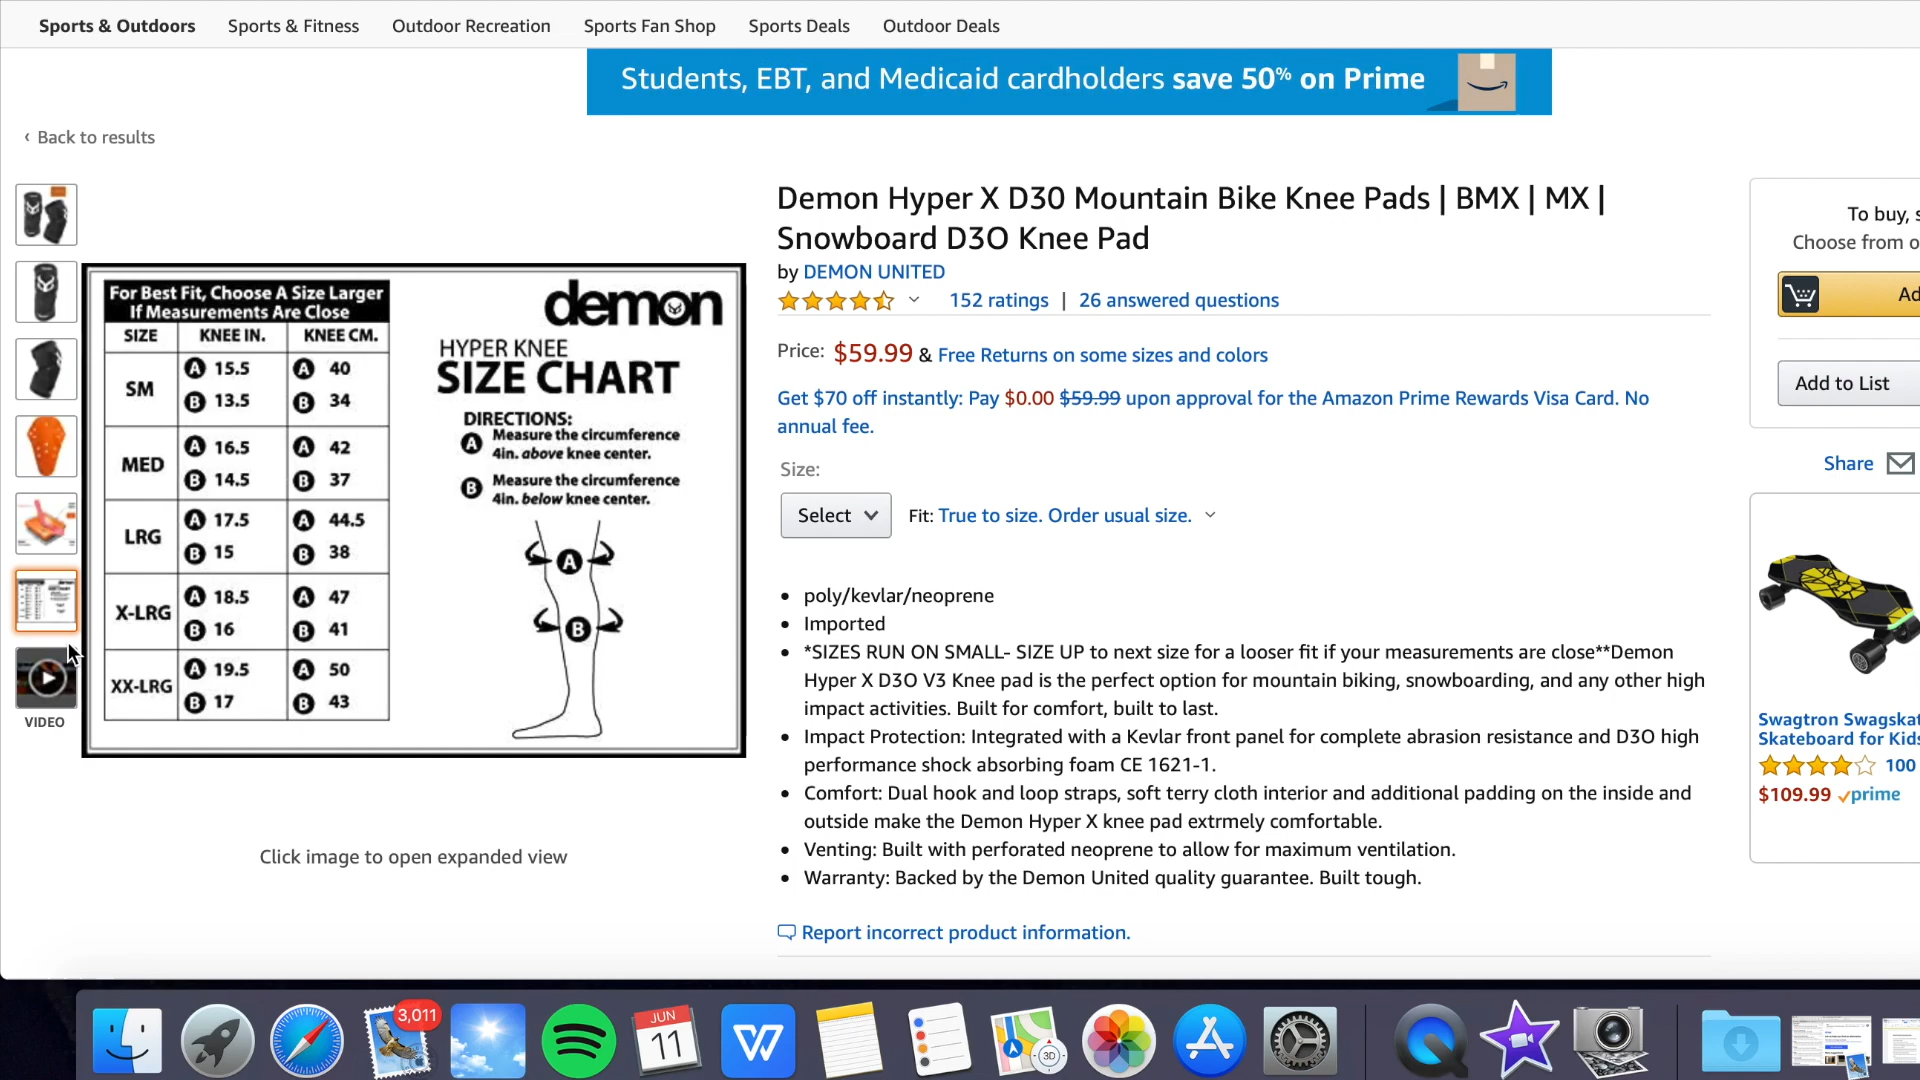 Sports & Outdoors Sports & Fitness Outdoor Recreation Sports Fan Shop Sports Deals Outdoor Deals
Students, EBT, and Medicaid cardholders save 50% on Prime
‹ Back to results
VIDEO
For Best Fit, Choose A Size Larger
If Measurements Are Close
SIZE KNEE IN. KNEE CM.
SM A 15.5 A 40
B 13.5 B 34
MED A 16.5 A 42
B 14.5 B 37
LRG A 17.5 A 44.5
B 15 B 38
X-LRG A 18.5 A 47
B 16 B 41
XX-LRG A 19.5 A 50
B 17 B 43
demon
HYPER KNEE
SIZE CHART
DIRECTIONS:
A Measure the circumference
4in. above knee center.
B Measure the circumference
4in. below knee center.
A
B
Click image to open expanded view
Demon Hyper X D30 Mountain Bike Knee Pads | BMX | MX |
Snowboard D3O Knee Pad
by DEMON UNITED
152 ratings | 26 answered questions
Price: $59.99 & Free Returns on some sizes and colors
Get $70 off instantly: Pay $0.00 $59.99 upon approval for the Amazon Prime Rewards Visa Card. No
annual fee.
Size:
Select Fit: True to size. Order usual size.
• poly/kevlar/neoprene
• Imported
• *SIZES RUN ON SMALL- SIZE UP to next size for a looser fit if your measurements are close**Demon
Hyper X D3O V3 Knee pad is the perfect option for mountain biking, snowboarding, and any other high
impact activities. Built for comfort, built to last.
• Impact Protection: Integrated with a Kevlar front panel for complete abrasion resistance and D3O high
performance shock absorbing foam CE 1621-1.
• Comfort: Dual hook and loop straps, soft terry cloth interior and additional padding on the inside and
outside make the Demon Hyper X knee pad extrmely comfortable.
• Venting: Built with perforated neoprene to allow for maximum ventilation.
• Warranty: Backed by the Demon United quality guarantee. Built tough.
Report incorrect product information.
To buy, s
Choose from o
Ad
Add to List
Share
Swagtron Swagskat
Skateboard for Kids
100
$109.99 prime
3,011
JUN
11
W
3D